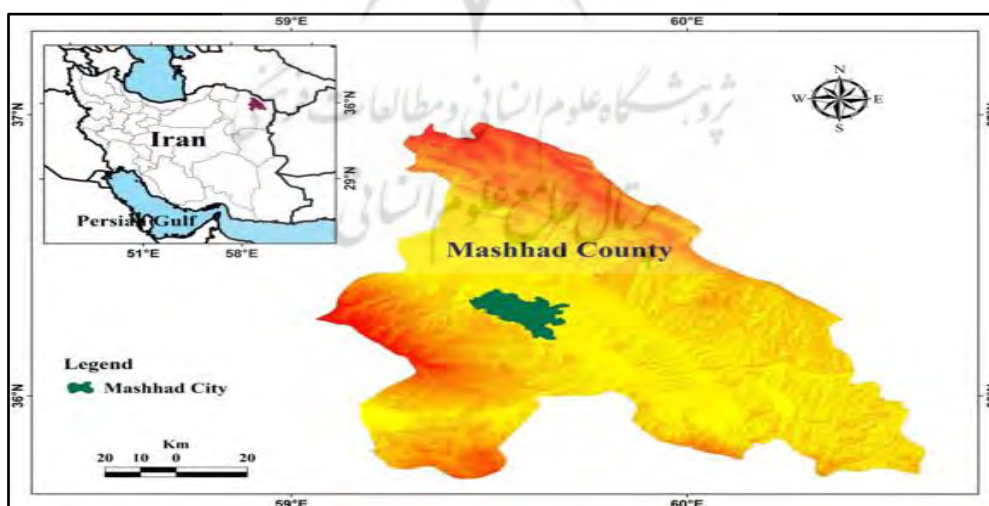 59°E 60°E
N
W E
S
37°N
36°N
Iran
29°N
Persian Gulf
51°E 58°E
پژوهشگاه علوم انسانی و مطالعات فرهنگی
پرتال جامع علوم انسانی
Mashhad County
Legend
Mashhad City
36°N
Km
20 10 0 20
59°E 60°E